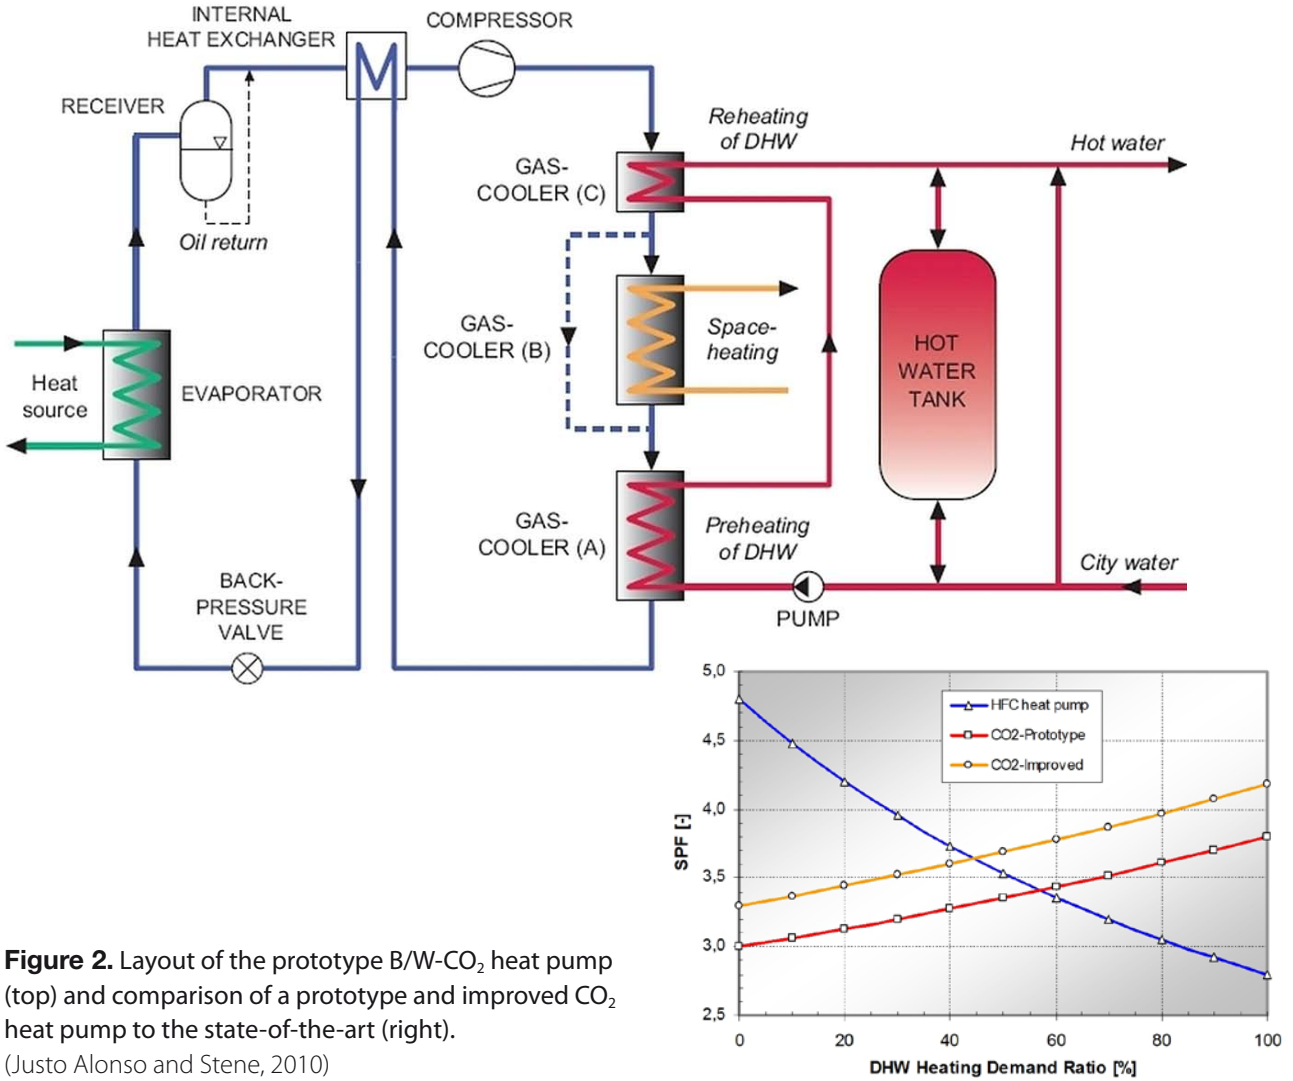 INTERNAL
HEAT EXCHANGER
COMPRESSOR
RECEIVER
Oil return
Reheating
of DHW
Hot water
GAS-
COOLER (C)
GAS-
COOLER (B)
Space-
heating
HOT
WATER
TANK
Heat
source
EVAPORATOR
GAS-
COOLER (A)
Preheating
of DHW
City water
PUMP
BACK-
PRESSURE
VALVE
5,0
4,5
4,0
3,5
3,0
2,5
SPF [-]
HFC heat pump
CO2-Prototype
CO2-Improved
0 20 40 60 80 100
DHW Heating Demand Ratio [%]
Figure 2. Layout of the prototype B/W-CO₂ heat pump
(top) and comparison of a prototype and improved CO₂
heat pump to the state-of-the-art (right).
(Justo Alonso and Stene, 2010)